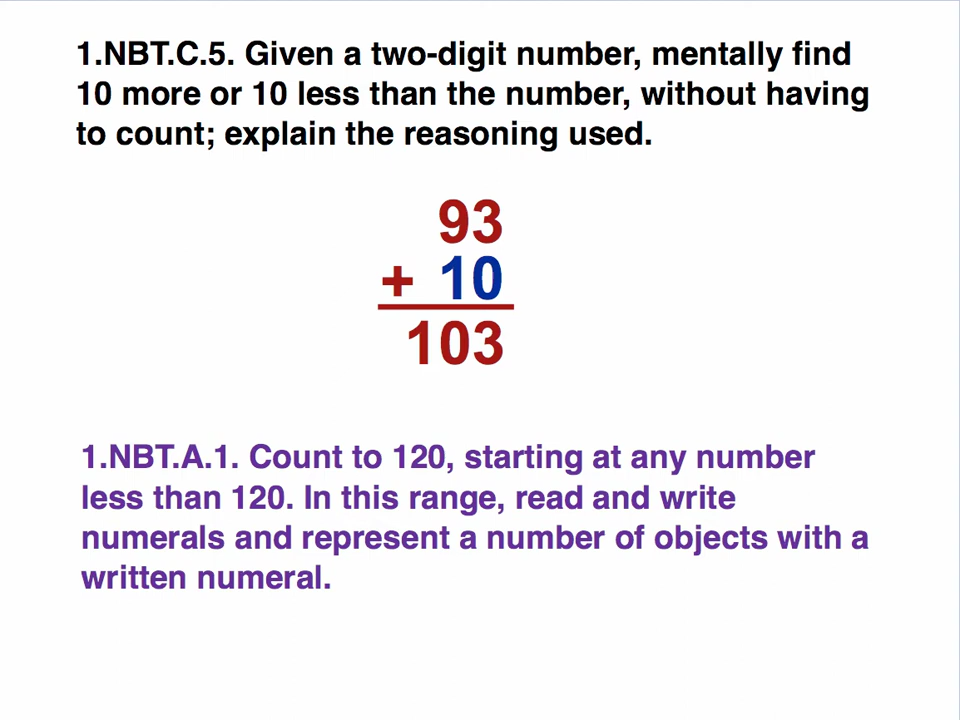 1.NBT.C.5. Given a two-digit number, mentally find
10 more or 10 less than the number, without having
to count; explain the reasoning used.
93
+ 10
103
1.NBT.A.1. Count to 120, starting at any number
less than 120. In this range, read and write
numerals and represent a number of objects with a
written numeral.